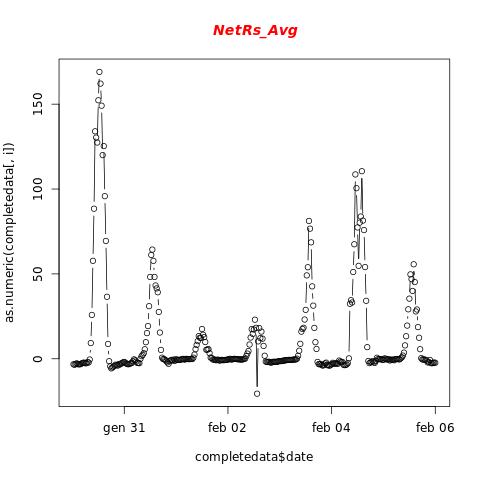 NetRs_Avg
as.numeric(completedata[, i])
150
100
50
0
gen 31
feb 02
feb 04
feb 06
completedata$date